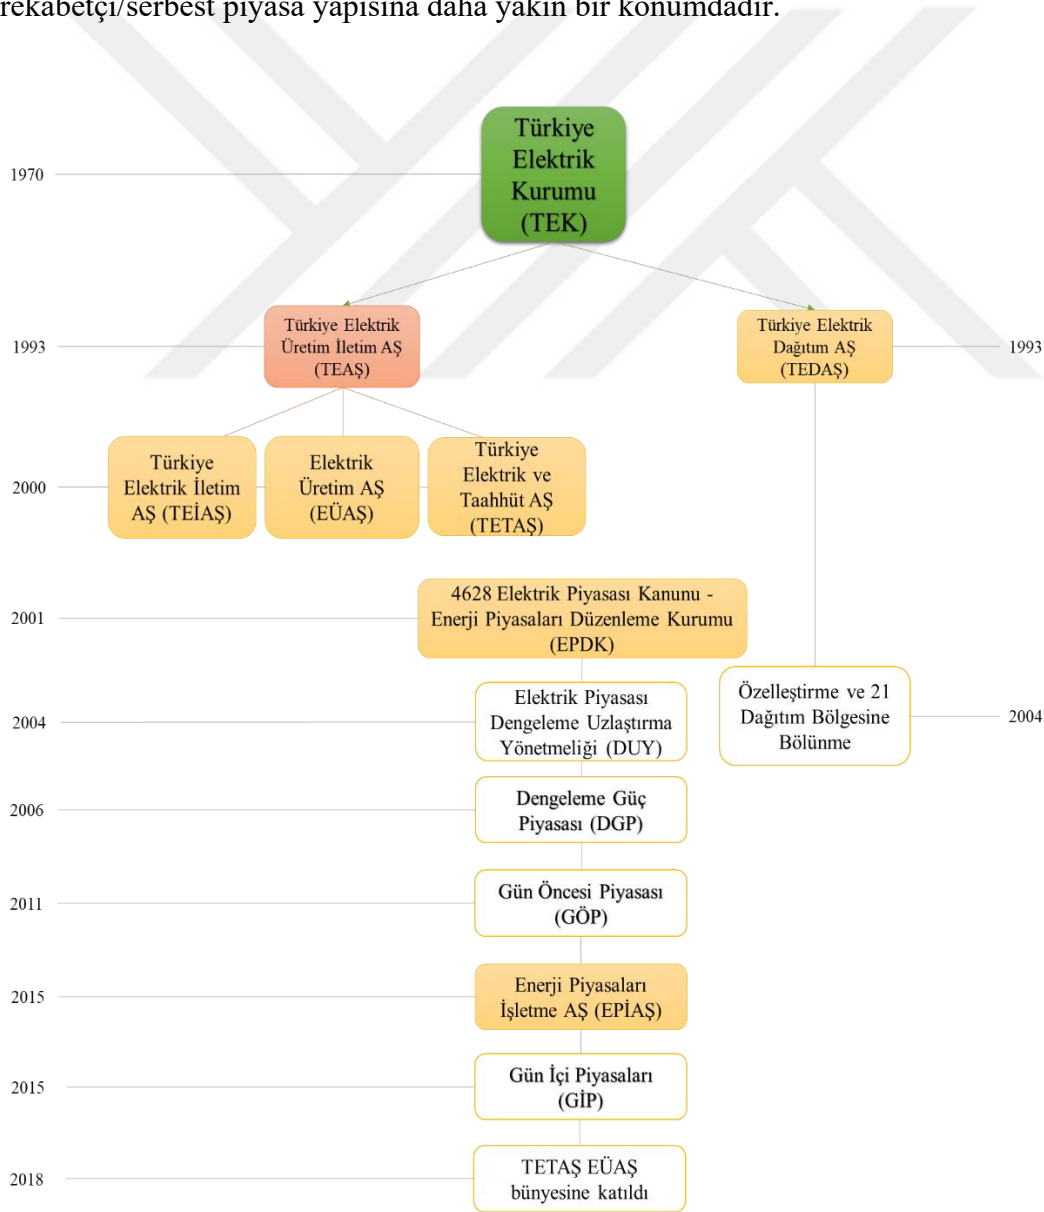 rekabetçi/serbest piyasa yapısına daha yakın bir konumdadır.
Türkiye
Elektrik
Kurumu
(TEK)
1970
Türkiye Elektrik
Üretim İletim AŞ
(TEAŞ)
Türkiye Elektrik
Dağıtım AŞ
(TEDAŞ)
1993
1993
Türkiye
Elektrik İletim
AŞ (TEİAŞ)
Elektrik
Üretim AŞ
(EÜAŞ)
Türkiye
Elektrik ve
Taahhüt AŞ
(TETAŞ)
2000
4628 Elektrik Piyasası Kanunu -
Enerji Piyasaları Düzenleme Kurumu
(EPDK)
2001
Elektrik Piyasası
Dengeleme Uzlaştırma
Yönetmeliği (DUY)
2004
Özelleştirme ve 21
Dağıtım Bölgesine
Bölünme
2004
Dengeleme Güç
Piyasası (DGP)
2006
Gün Öncesi Piyasası
(GÖP)
2011
Enerji Piyasaları
İşletme AŞ (EPİAŞ)
2015
Gün İçi Piyasaları
(GİP)
2015
TETAŞ EÜAŞ
bünyesine katıldı
2018